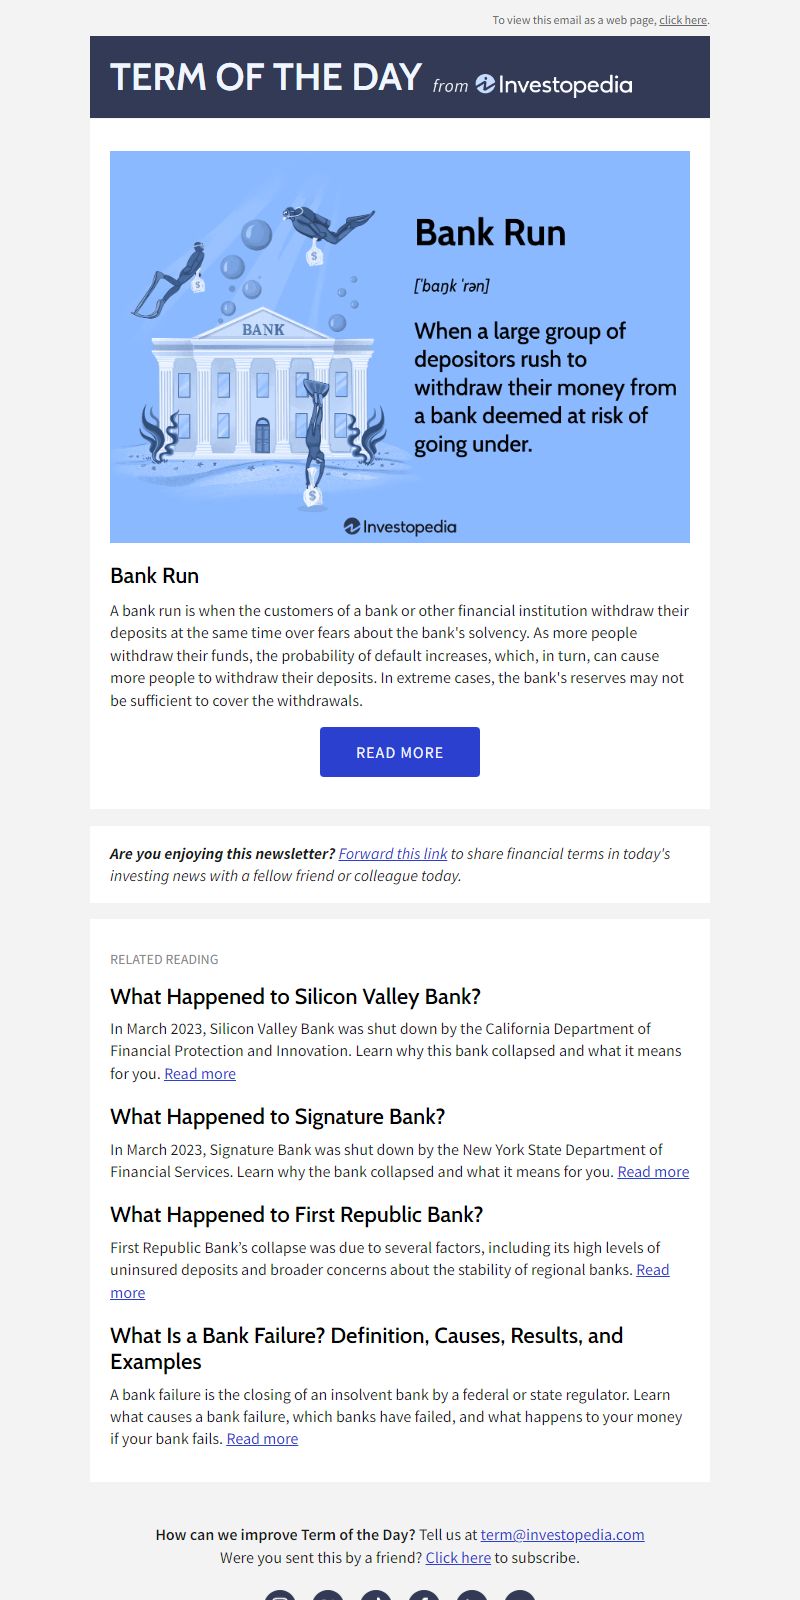 To view this email as a web page, click here.
TERM OF THE DAY from Investopedia
Bank Run
['baŋk 'rən]
When a large group of
depositors rush to
withdraw their money from
a bank deemed at risk of
going under.
BANK
$
$
$
Investopedia
Bank Run
A bank run is when the customers of a bank or other financial institution withdraw their
deposits at the same time over fears about the bank's solvency. As more people
withdraw their funds, the probability of default increases, which, in turn, can cause
more people to withdraw their deposits. In extreme cases, the bank's reserves may not
be sufficient to cover the withdrawals.
READ MORE
Are you enjoying this newsletter? Forward this link to share financial terms in today's
investing news with a fellow friend or colleague today.
RELATED READING
What Happened to Silicon Valley Bank?
In March 2023, Silicon Valley Bank was shut down by the California Department of
Financial Protection and Innovation. Learn why this bank collapsed and what it means
for you. Read more
What Happened to Signature Bank?
In March 2023, Signature Bank was shut down by the New York State Department of
Financial Services. Learn why the bank collapsed and what it means for you. Read more
What Happened to First Republic Bank?
First Republic Bank’s collapse was due to several factors, including its high levels of
uninsured deposits and broader concerns about the stability of regional banks. Read
more
What Is a Bank Failure? Definition, Causes, Results, and
Examples
A bank failure is the closing of an insolvent bank by a federal or state regulator. Learn
what causes a bank failure, which banks have failed, and what happens to your money
if your bank fails. Read more
How can we improve Term of the Day? Tell us at term@investopedia.com
Were you sent this by a friend? Click here to subscribe.